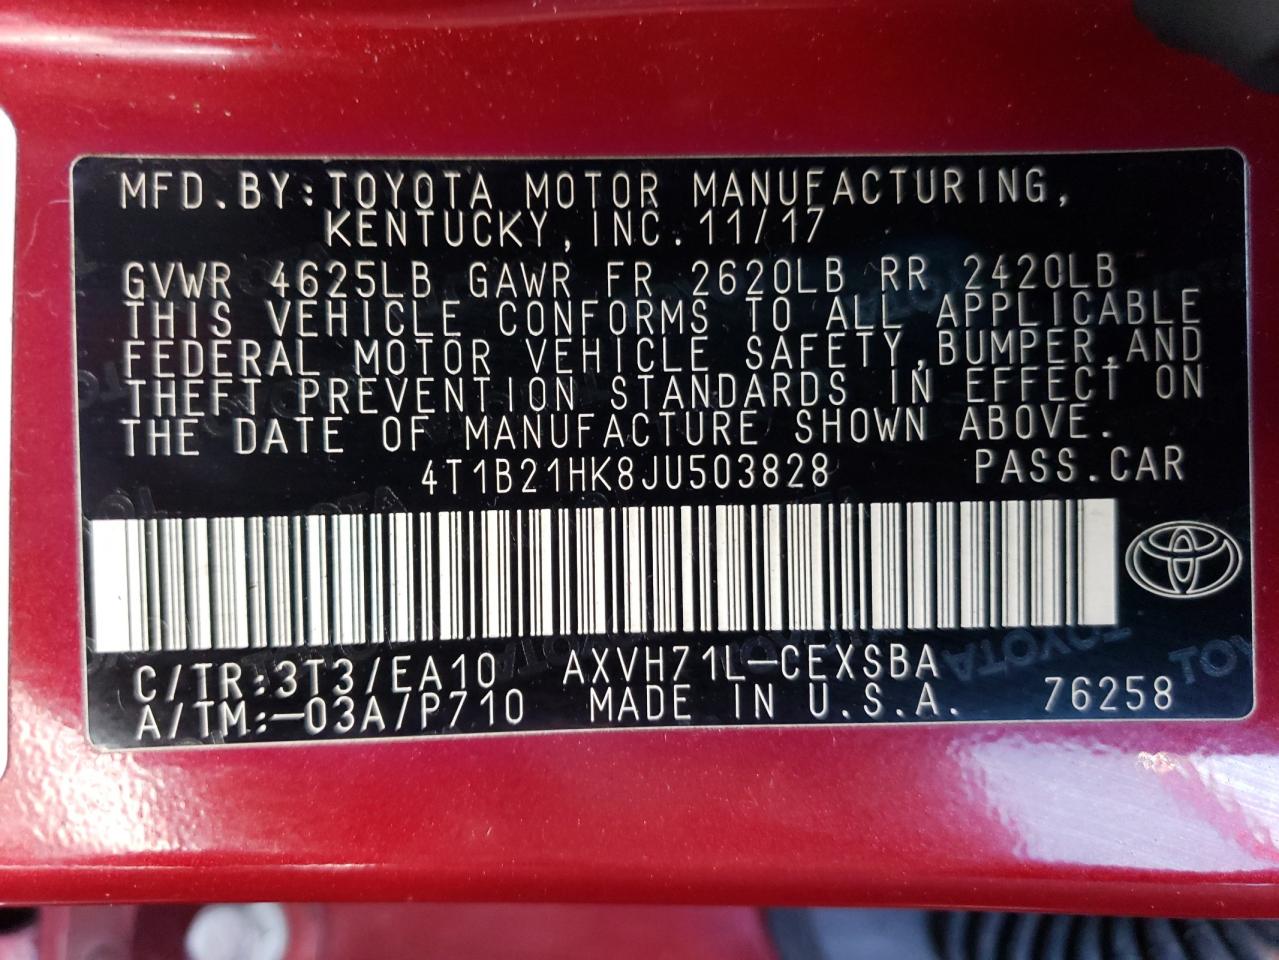 MFD.BY:TOYOTA MOTOR MANUFACTURING,
KENTUCKY,INC.11/17
GVWR 4625LB GAWR FR 2620LB RR 2420LB
THIS VEHICLE CONFORMS TO ALL APPLICABLE
FEDERAL MOTOR VEHICLE SAFETY,BUMPER,AND
THEFT PREVENTION STANDARDS IN EFFECT ON
THE DATE OF MANUFACTURE SHOWN ABOVE.
4T1B21HK8JU503828 PASS.CAR
C/TR:3T3/EA10 AXVH71L-CEXSBA
A/TM:-03A/P710 MADE IN U.S.A. 76258